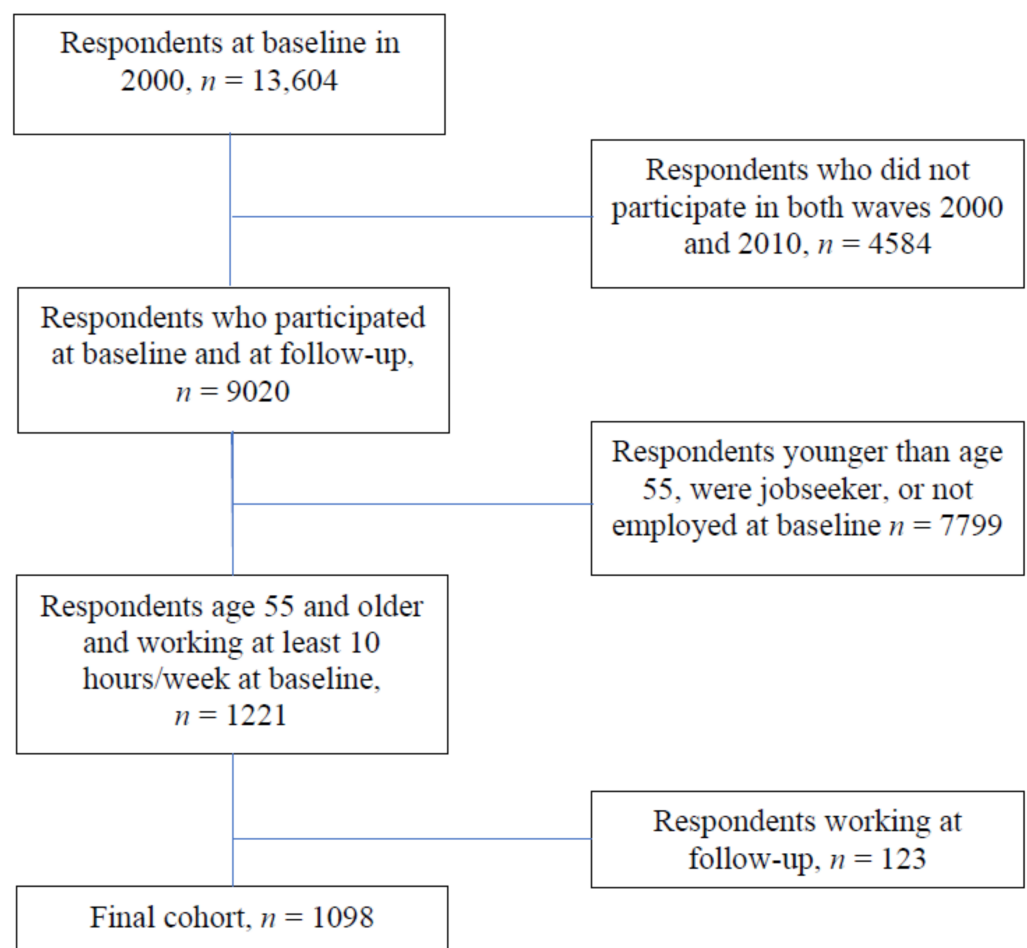 Respondents at baseline in
2000, n = 13,604
Respondents who did not
participate in both waves 2000
and 2010, n = 4584
Respondents who participated
at baseline and at follow-up,
n = 9020
Respondents younger than age
55, were jobseeker, or not
employed at baseline n = 7799
Respondents age 55 and older
and working at least 10
hours/week at baseline,
n = 1221
Respondents working at
follow-up, n = 123
Final cohort, n = 1098